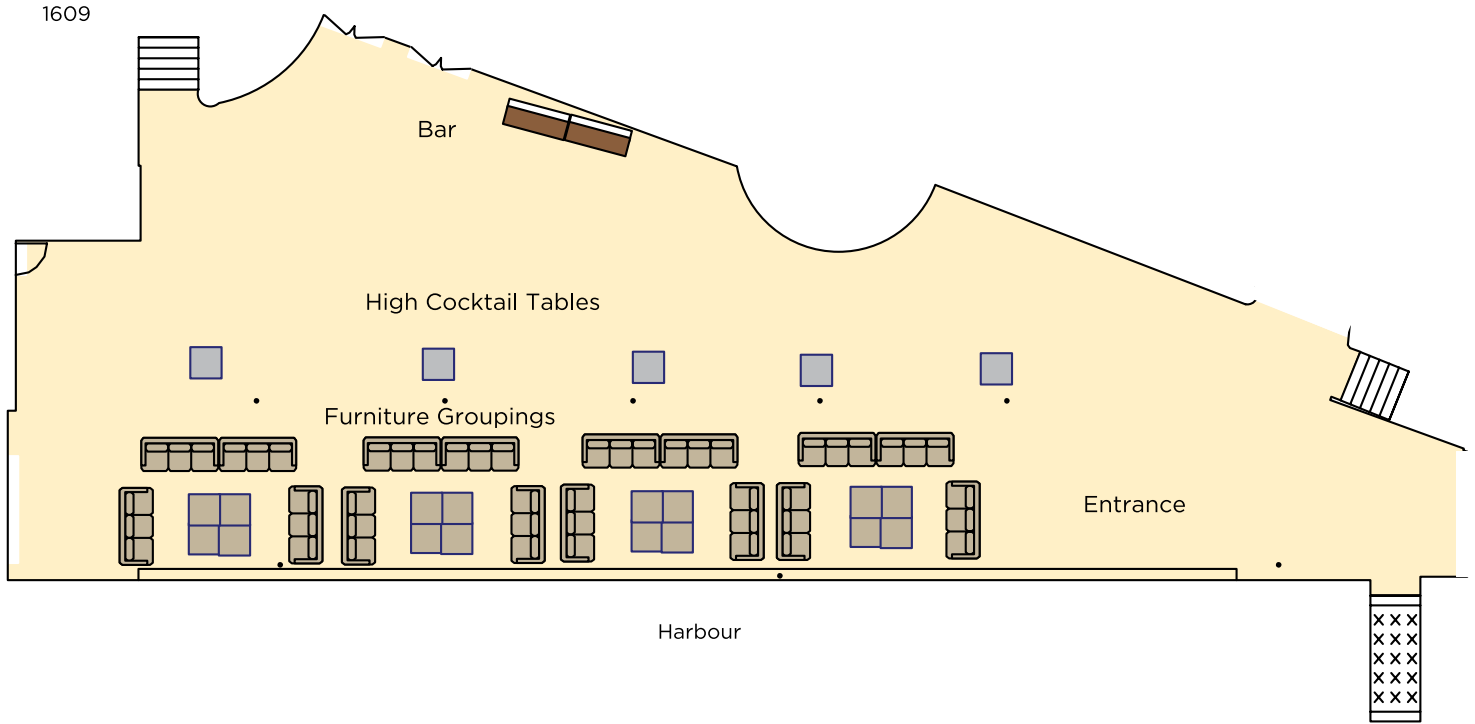 1609
Bar
High Cocktail Tables
Furniture Groupings
Entrance
Harbour